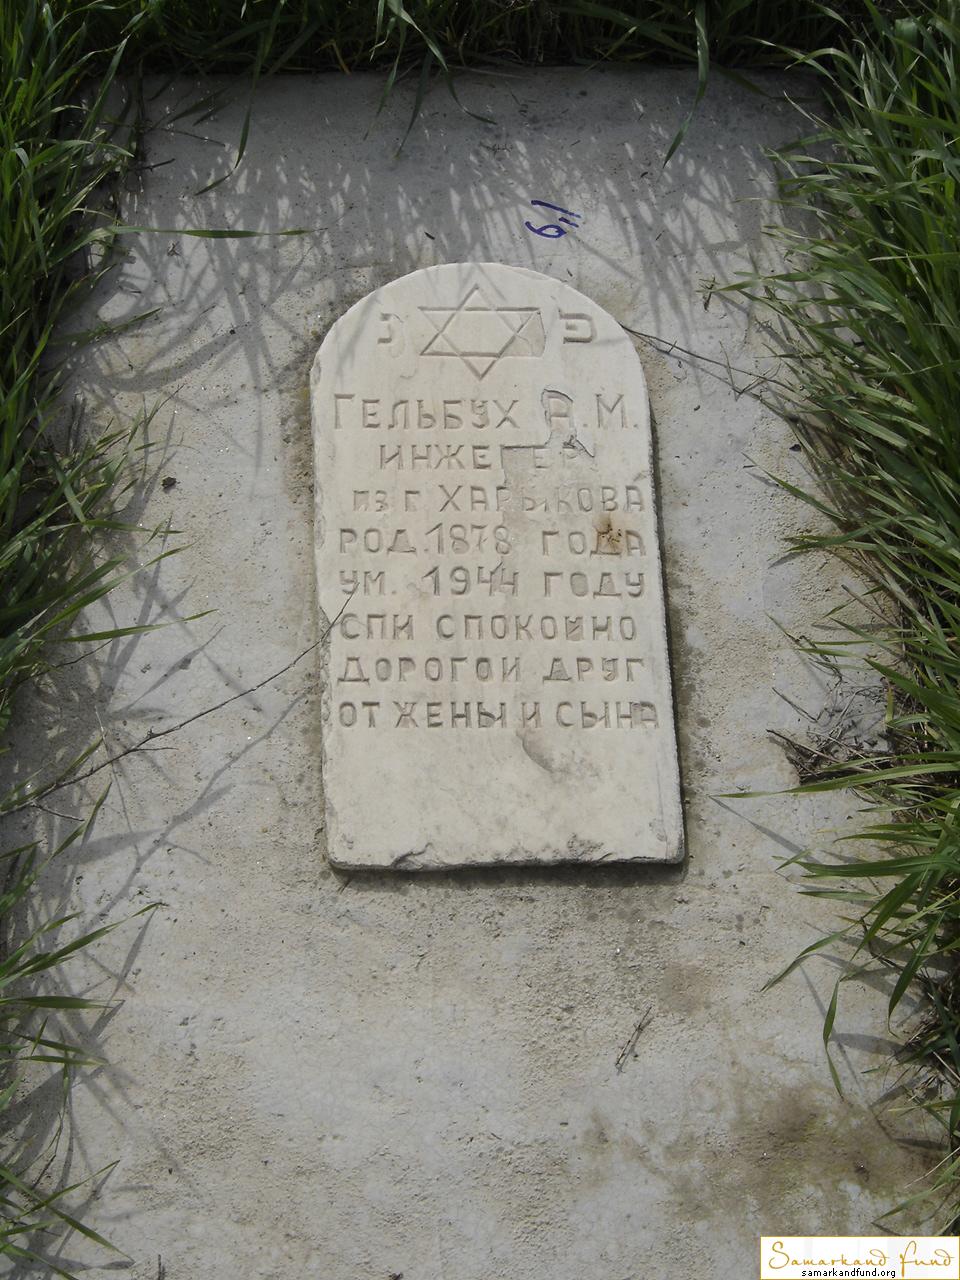 611
נ פ
ГЕЛЬБУХ А.М.
ИНЖЕНЕР
ИЗ Г. ХАРЬКОВА
РОД. 1878 ГОДА
УМ. 1944 ГОДУ
СПИ СПОКОЙНО
ДОРОГОЙ ДРУГ
ОТ ЖЕНЫ И СЫНА
Samarkand Fund
samarkandfund.org